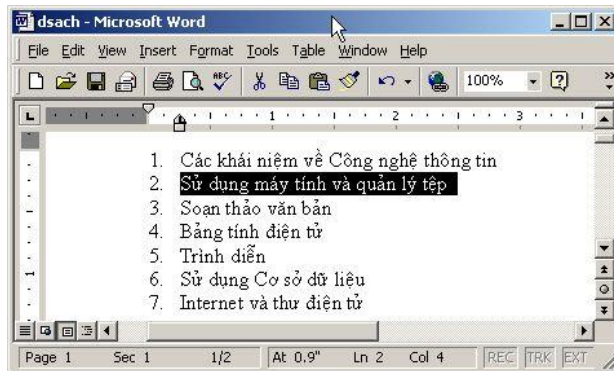 dsach - Microsoft Word
File Edit View Insert Format Tools Table Window Help
100%
1 2 3
1. Các khái niệm về Công nghệ thông tin
2. Sử dụng máy tính và quản lý tệp
3. Soạn thảo văn bản
4. Bảng tính điện tử
5. Trình diễn
6. Sử dụng Cơ sở dữ liệu
7. Internet và thư điện tử
Page 1 Sec 1 1/2 At 0.9" Ln 2 Col 4 REC TRK EXT